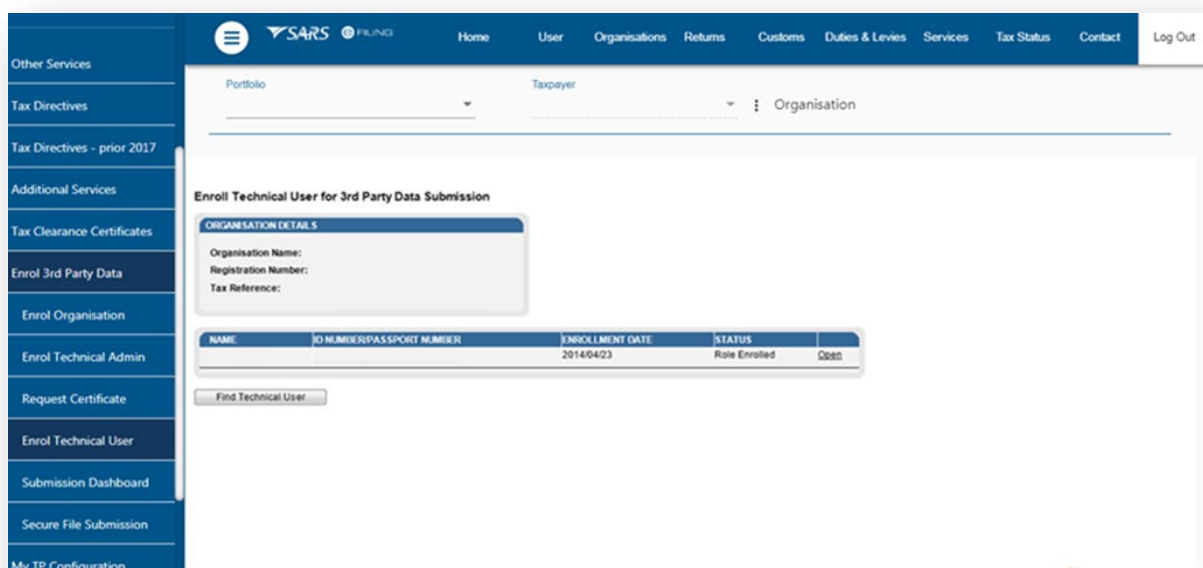 SARS eFILING
Home User Organisations Returns Customs Duties & Levies Services Tax Status Contact Log Out
Other Services
Tax Directives
Tax Directives - prior 2017
Additional Services
Tax Clearance Certificates
Enrol 3rd Party Data
Enrol Organisation
Enrol Technical Admin
Request Certificate
Enrol Technical User
Submission Dashboard
Secure File Submission
My TP Configuration
Portfolio Taxpayer
Organisation
Enroll Technical User for 3rd Party Data Submission
ORGANISATION DETAILS
Organisation Name:
Registration Number:
Tax Reference:
NAME ID NUMBER/PASSPORT NUMBER ENROLLMENT DATE STATUS
2014/04/23 Role Enrolled Open
Find Technical User